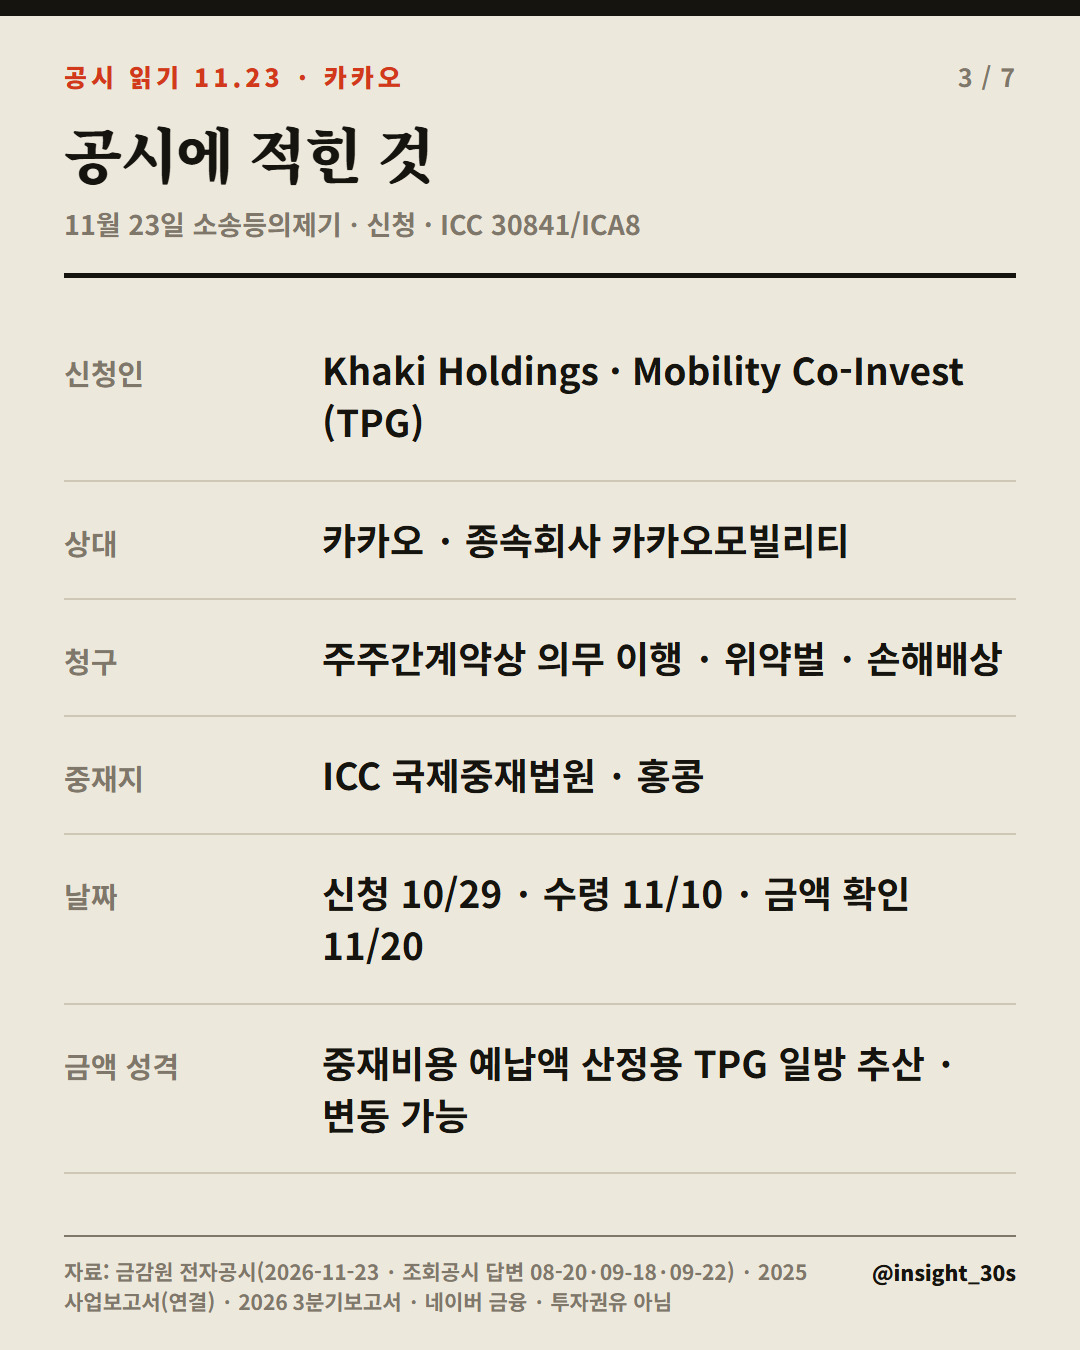 공시 읽기 11.23 · 카카오
3 / 7
공시에 적힌 것
11월 23일 소송등의제기 · 신청 · ICC 30841/ICA8
신청인
Khaki Holdings · Mobility Co-Invest
(TPG)
상대
카카오 · 종속회사 카카오모빌리티
청구
주주간계약상 의무 이행 · 위약벌 · 손해배상
중재지
ICC 국제중재법원 · 홍콩
날짜
신청 10/29 · 수령 11/10 · 금액 확인
11/20
금액 성격
중재비용 예납액 산정용 TPG 일방 추산 ·
변동 가능
자료: 금감원 전자공시(2026-11-23 · 조회공시 답변 08-20·09-18·09-22) · 2025
사업보고서(연결) · 2026 3분기보고서 · 네이버 금융 · 투자권유 아님
@insight_30s